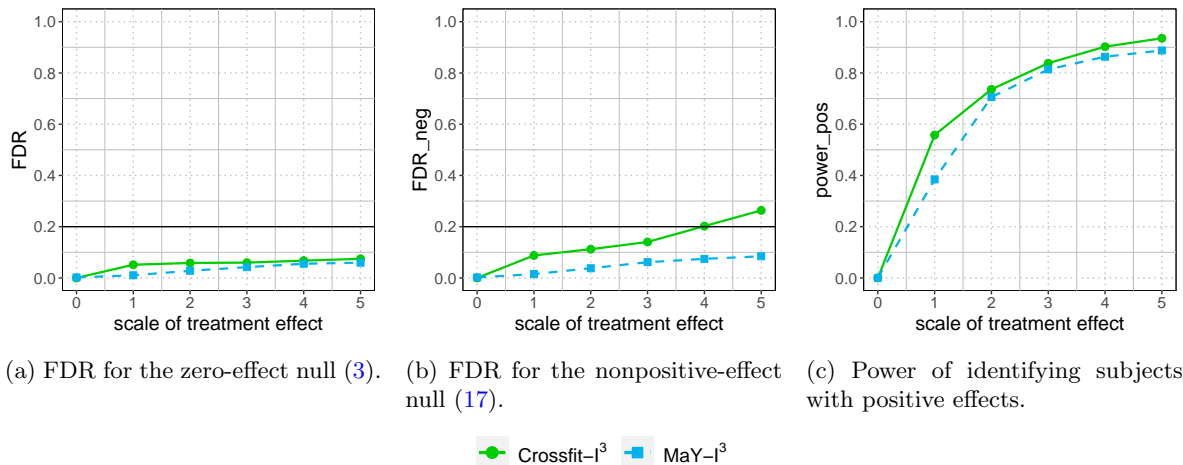 1.0
0.8
0.6
0.4
0.2
0.0
FDR
0 1 2 3 4 5
scale of treatment effect
1.0
0.8
0.6
0.4
0.2
0.0
FDR_neg
0 1 2 3 4 5
scale of treatment effect
1.0
0.8
0.6
0.4
0.2
0.0
power_pos
0 1 2 3 4 5
scale of treatment effect
(a) FDR for the zero-effect null (3).
(b) FDR for the nonpositive-effect
null (17).
(c) Power of identifying subjects
with positive effects.
Crossfit−I³ MaY−I³